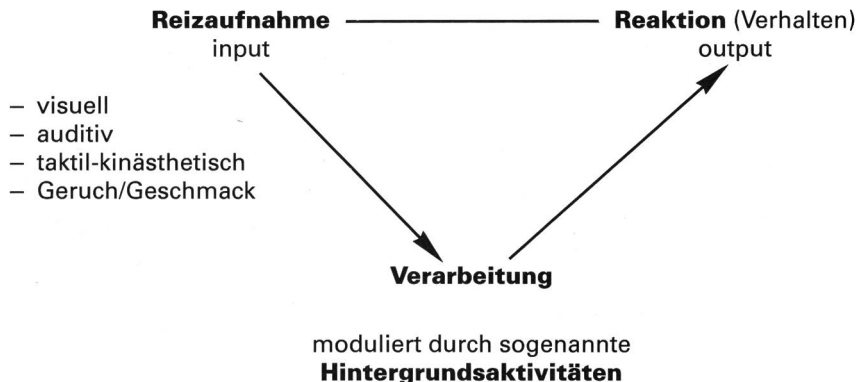 Reizaufnahme
Reaktion (Verhalten)
input
output
– visuell
– auditiv
– taktil-kinästhetisch
– Geruch/Geschmack
Verarbeitung
moduliert durch sogenannte
Hintergrundsaktivitäten